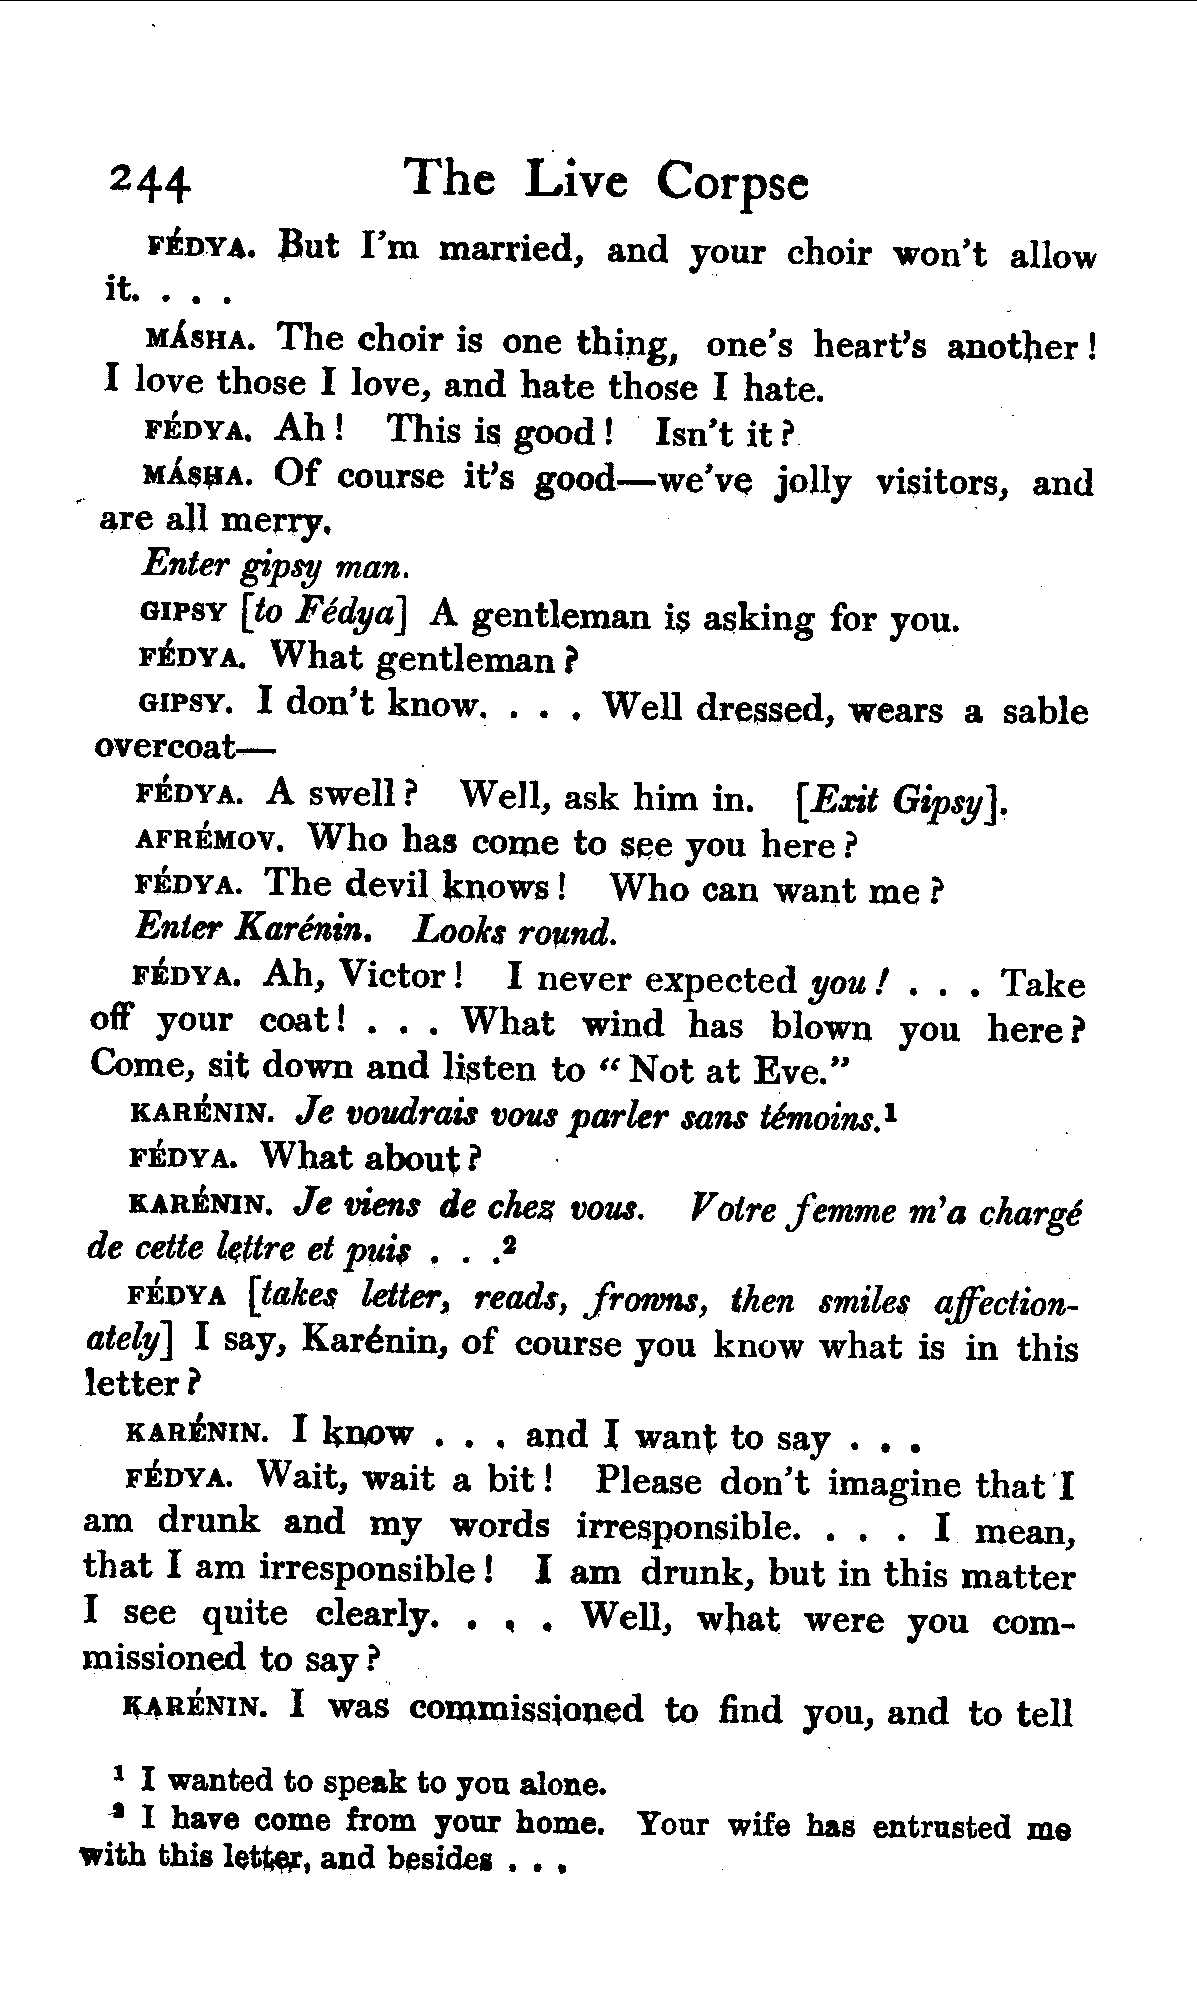 244 The Live Corpse
FÉDYA. But I'm married, and your choir won't allow
it. . . .
MÁSHA. The choir is one thing, one's heart's another!
I love those I love, and hate those I hate.
FÉDYA. Ah! This is good! Isn't it?
MÁSHA. Of course it's good—we've jolly visitors, and
are all merry.
Enter gipsy man.
GIPSY [to Fédya] A gentleman is asking for you.
FÉDYA. What gentleman?
GIPSY. I don't know. . . . Well dressed, wears a sable
overcoat—
FÉDYA. A swell? Well, ask him in. [Exit Gipsy].
AFRÉMOV. Who has come to see you here?
FÉDYA. The devil knows! Who can want me?
Enter Karénin. Looks round.
FÉDYA. Ah, Victor! I never expected you! . . . Take
off your coat! . . . What wind has blown you here?
Come, sit down and listen to "Not at Eve."
KARÉNIN. Je voudrais vous parler sans témoins.¹
FÉDYA. What about?
KARÉNIN. Je viens de chez vous. Votre femme m'a chargé
de cette lettre et puis . . .²
FÉDYA [takes letter, reads, frowns, then smiles affection-
ately] I say, Karénin, of course you know what is in this
letter?
KARÉNIN. I know . . . and I want to say . . .
FÉDYA. Wait, wait a bit! Please don't imagine that I
am drunk and my words irresponsible. . . . I mean,
that I am irresponsible! I am drunk, but in this matter
I see quite clearly. . . . Well, what were you com-
missioned to say?
KARÉNIN. I was commissioned to find you, and to tell
¹ I wanted to speak to you alone.
² I have come from your home. Your wife has entrusted me
with this letter, and besides . . .